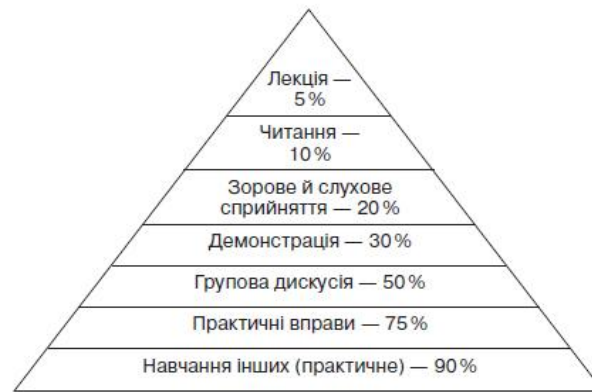 Лекція —
5 %
Читання —
10 %
Зорове й слухове
сприйняття — 20 %
Демонстрація — 30 %
Групова дискусія — 50 %
Практичні вправи — 75 %
Навчання інших (практичне) — 90 %